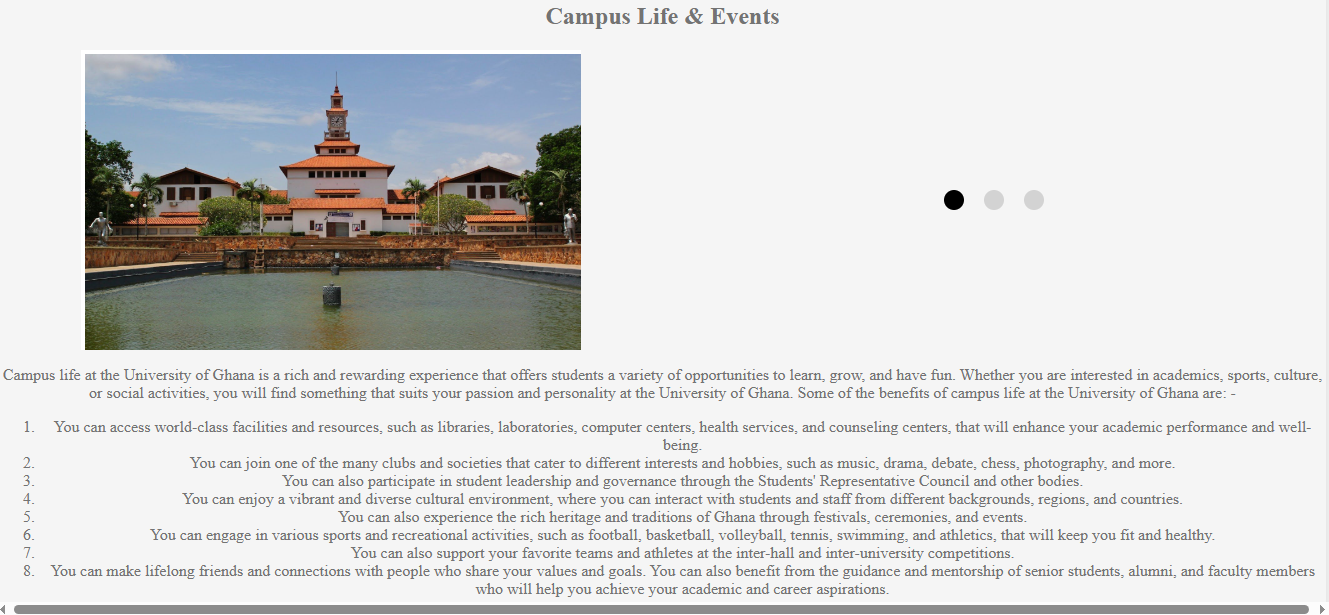 Campus Life & Events
Campus life at the University of Ghana is a rich and rewarding experience that offers students a variety of opportunities to learn, grow, and have fun. Whether you are interested in academics, sports, culture,
or social activities, you will find something that suits your passion and personality at the University of Ghana. Some of the benefits of campus life at the University of Ghana are: -
1. You can access world-class facilities and resources, such as libraries, laboratories, computer centers, health services, and counseling centers, that will enhance your academic performance and well-
being.
2. You can join one of the many clubs and societies that cater to different interests and hobbies, such as music, drama, debate, chess, photography, and more.
3. You can also participate in student leadership and governance through the Students' Representative Council and other bodies.
4. You can enjoy a vibrant and diverse cultural environment, where you can interact with students and staff from different backgrounds, regions, and countries.
5. You can also experience the rich heritage and traditions of Ghana through festivals, ceremonies, and events.
6. You can engage in various sports and recreational activities, such as football, basketball, volleyball, tennis, swimming, and athletics, that will keep you fit and healthy.
7. You can also support your favorite teams and athletes at the inter-hall and inter-university competitions.
8. You can make lifelong friends and connections with people who share your values and goals. You can also benefit from the guidance and mentorship of senior students, alumni, and faculty members
who will help you achieve your academic and career aspirations.